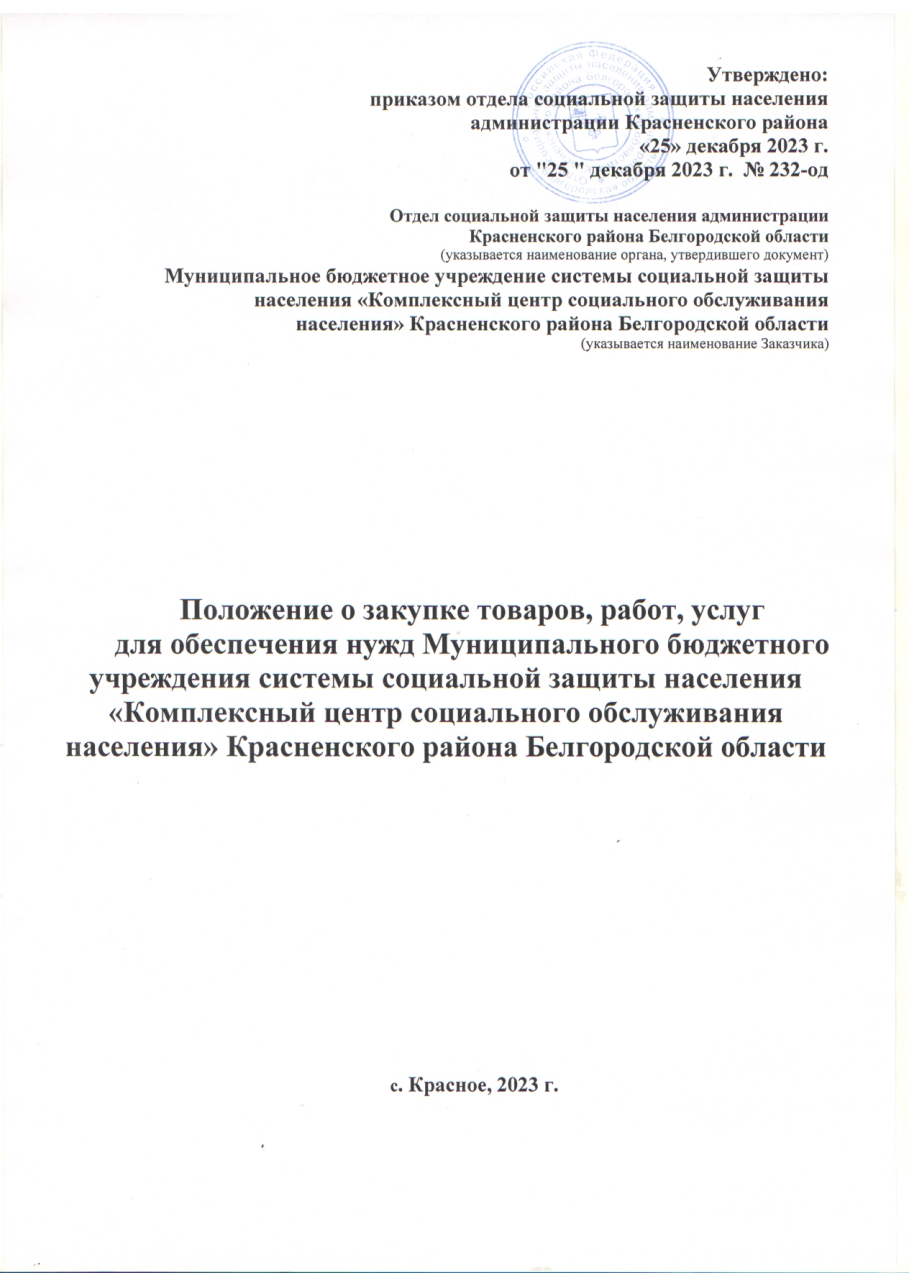 Утверждено:
приказом отдела социальной защиты населения
администрации Красненского района
«25» декабря 2023 г.
от "25 " декабря 2023 г. № 232-од
Отдел социальной защиты населения администрации
Красненского района Белгородской области
(указывается наименование органа, утвердившего документ)
Муниципальное бюджетное учреждение системы социальной защиты
населения «Комплексный центр социального обслуживания
населения» Красненского района Белгородской области
(указывается наименование Заказчика)
Положение о закупке товаров, работ, услуг
для обеспечения нужд Муниципального бюджетного
учреждения системы социальной защиты населения
«Комплексный центр социального обслуживания
населения» Красненского района Белгородской области
с. Красное, 2023 г.